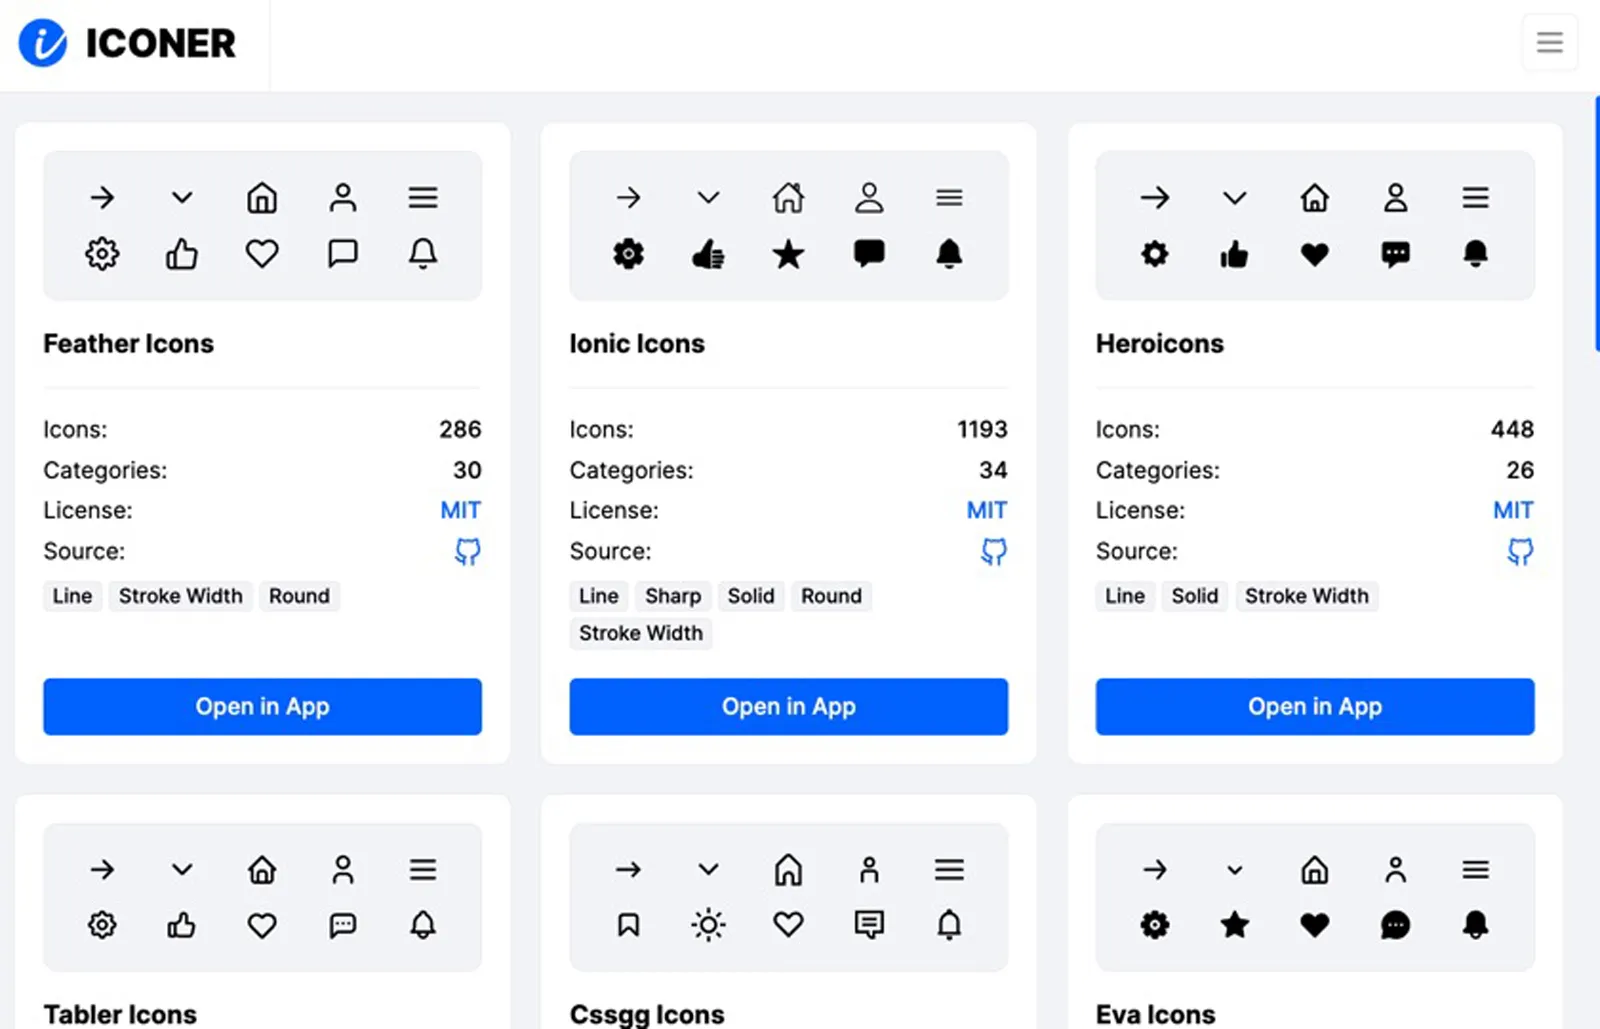 ICONER
Feather Icons
Icons: 286
Categories: 30
License: MIT
Source:
Line Stroke Width Round
Open in App
Ionic Icons
Icons: 1193
Categories: 34
License: MIT
Source:
Line Sharp Solid Round
Stroke Width
Open in App
Heroicons
Icons: 448
Categories: 26
License: MIT
Source:
Line Solid Stroke Width
Open in App
Tabler Icons
Cssgg Icons
Eva Icons